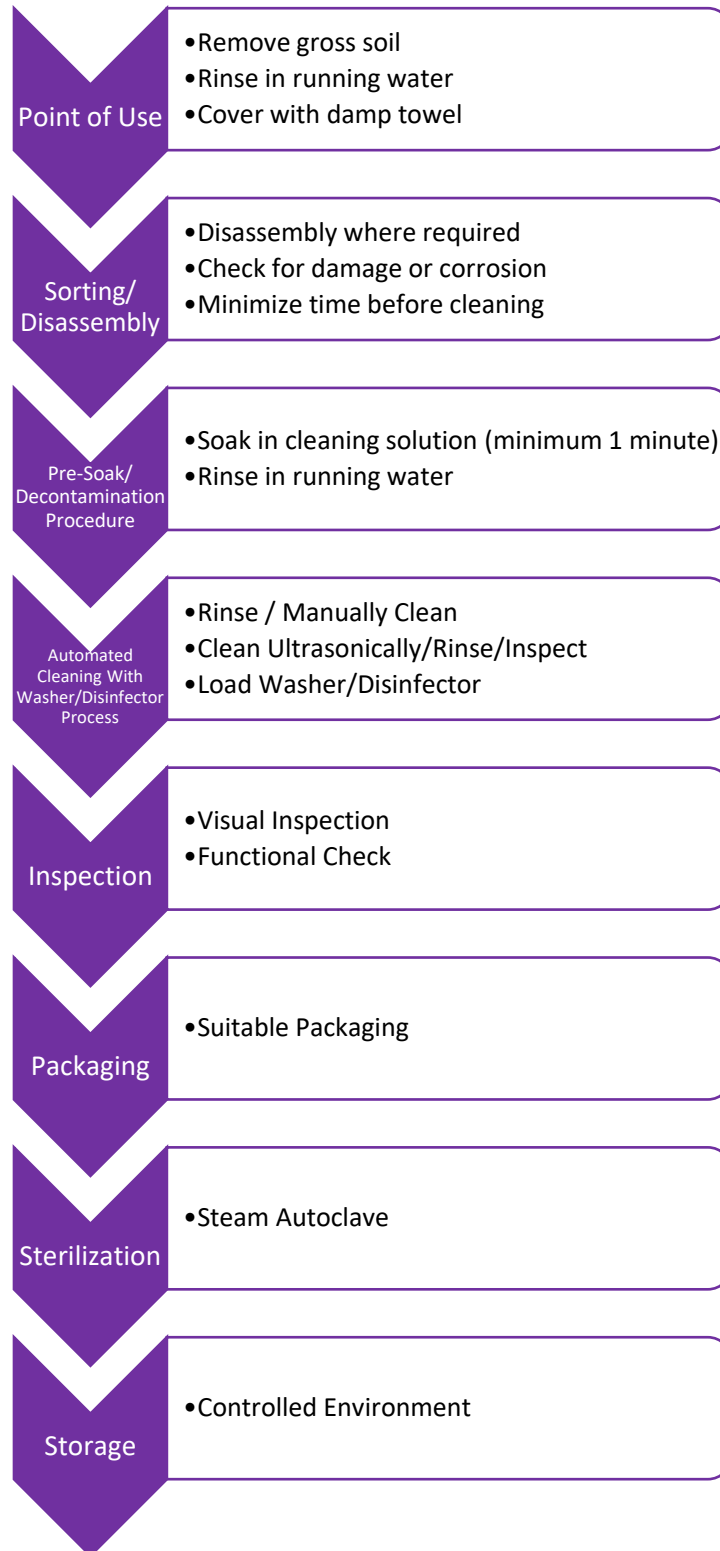 Point of Use
•Remove gross soil
•Rinse in running water
•Cover with damp towel
Sorting/
Disassembly
•Disassembly where required
•Check for damage or corrosion
•Minimize time before cleaning
Pre-Soak/
Decontamination
Procedure
•Soak in cleaning solution (minimum 1 minute)
•Rinse in running water
Automated
Cleaning With
Washer/Disinfector
Process
•Rinse / Manually Clean
•Clean Ultrasonically/Rinse/Inspect
•Load Washer/Disinfector
Inspection
•Visual Inspection
•Functional Check
Packaging
•Suitable Packaging
Sterilization
•Steam Autoclave
Storage
•Controlled Environment